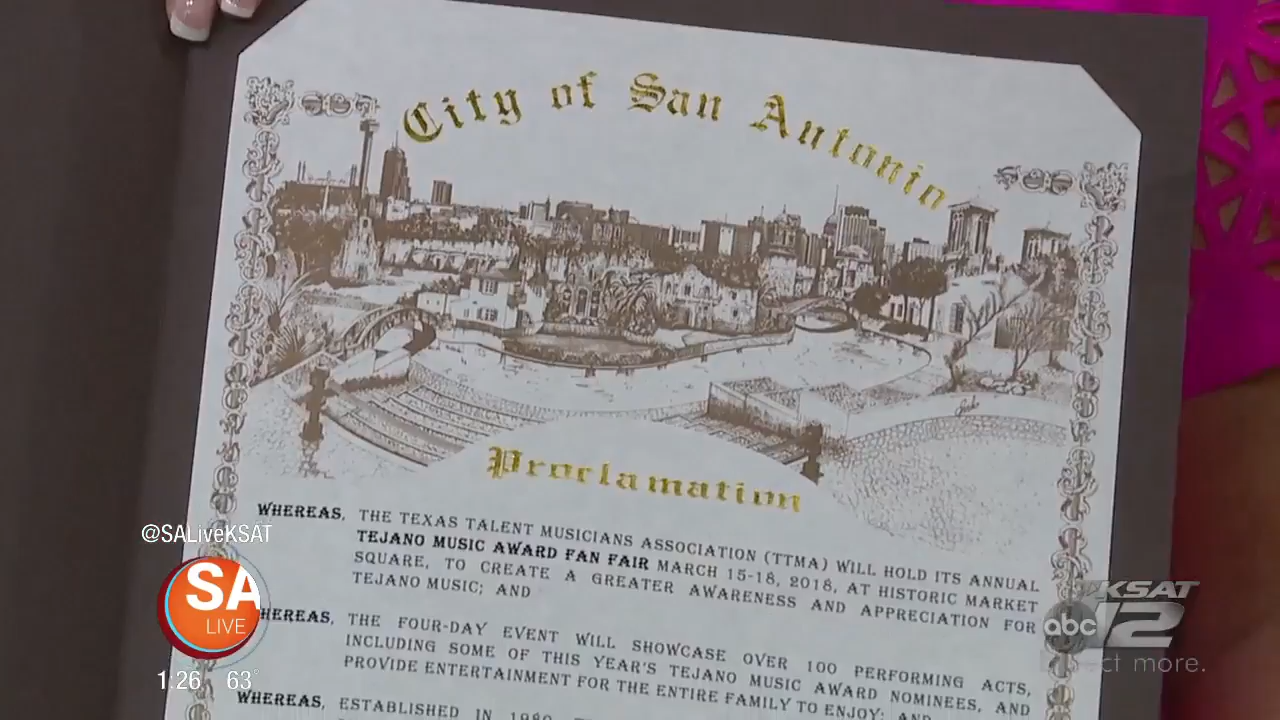 City of San Antonio
Proclamation
WHEREAS, THE TEXAS TALENT MUSICIANS ASSOCIATION (TTMA) WILL HOLD ITS ANNUAL
TEJANO MUSIC AWARD FAN FAIR MARCH 15-18, 2018, AT HISTORIC MARKET
SQUARE, TO CREATE A GREATER AWARENESS AND APPRECIATION FOR
TEJANO MUSIC; AND
WHEREAS, THE FOUR-DAY EVENT WILL SHOWCASE OVER 100 PERFORMING ACTS,
INCLUDING SOME OF THIS YEAR'S TEJANO MUSIC AWARD NOMINEES, AND
PROVIDE ENTERTAINMENT FOR THE ENTIRE FAMILY TO ENJOY; AND
WHEREAS, ESTABLISHED IN 1980
@SALiveKSAT
SA
LIVE
1:26 63°
KSAT
abc 12
more.